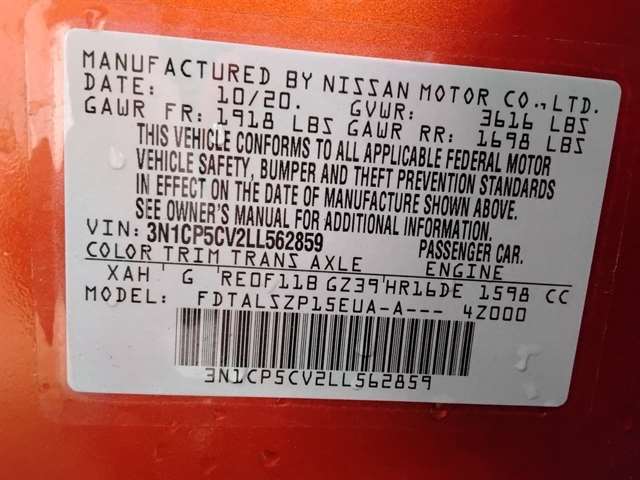 MANUFACTURED BY NISSAN MOTOR CO.,LTD.
DATE: 10/20. GVWR: 3616 LBS
GAWR FR: 1918 LBS GAWR RR: 1698 LBS
THIS VEHICLE CONFORMS TO ALL APPLICABLE FEDERAL MOTOR
VEHICLE SAFETY, BUMPER AND THEFT PREVENTION STANDARDS
IN EFFECT ON THE DATE OF MANUFACTURE SHOWN ABOVE.
SEE OWNER'S MANUAL FOR ADDITIONAL INFORMATION.
VIN: 3N1CP5CV2LL562859 PASSENGER CAR.
COLOR TRIM TRANS AXLE ENGINE
XAH G RE0F11B GZ39 HR16DE 1598 CC
MODEL: FDTALSZP15EUA-A--- 4Z000
3N1CP5CV2LL562859